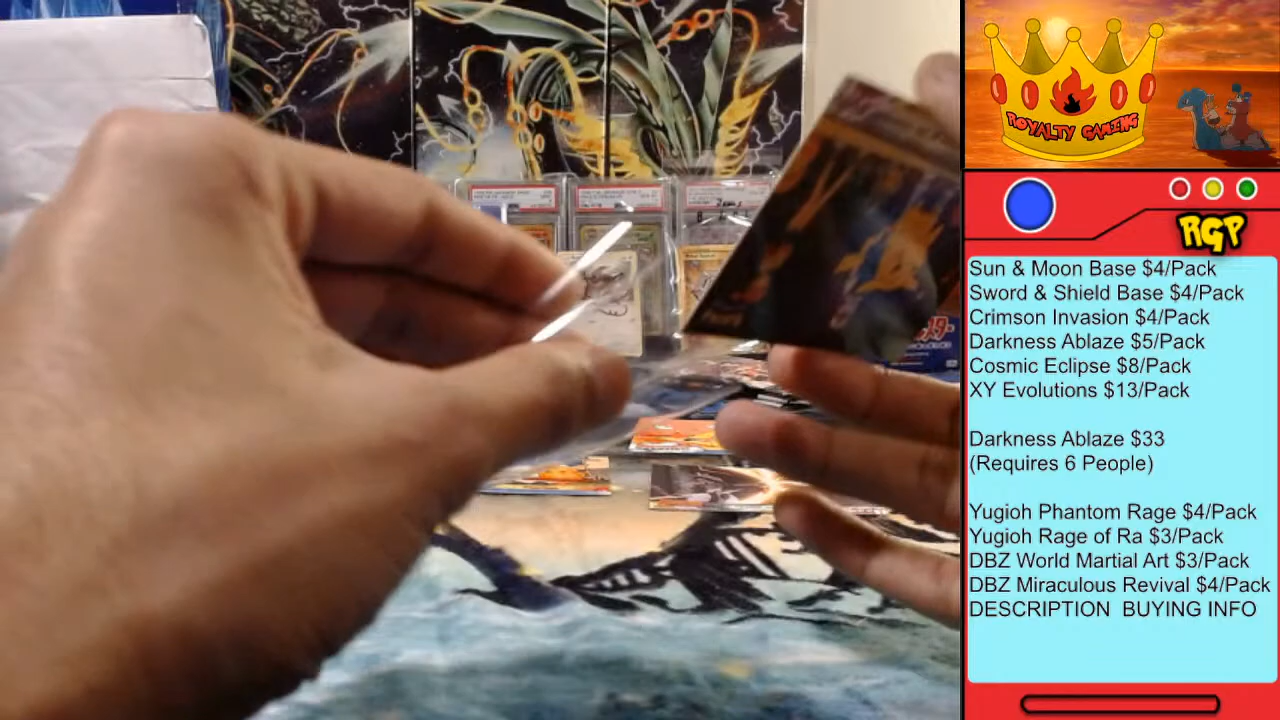 ROYALTY GAMING
RGP
Sun & Moon Base $4/Pack
Sword & Shield Base $4/Pack
Crimson Invasion $4/Pack
Darkness Ablaze $5/Pack
Cosmic Eclipse $8/Pack
XY Evolutions $13/Pack
Darkness Ablaze $33
(Requires 6 People)
Yugioh Phantom Rage $4/Pack
Yugioh Rage of Ra $3/Pack
DBZ World Martial Art $3/Pack
DBZ Miraculous Revival $4/Pack
DESCRIPTION BUYING INFO